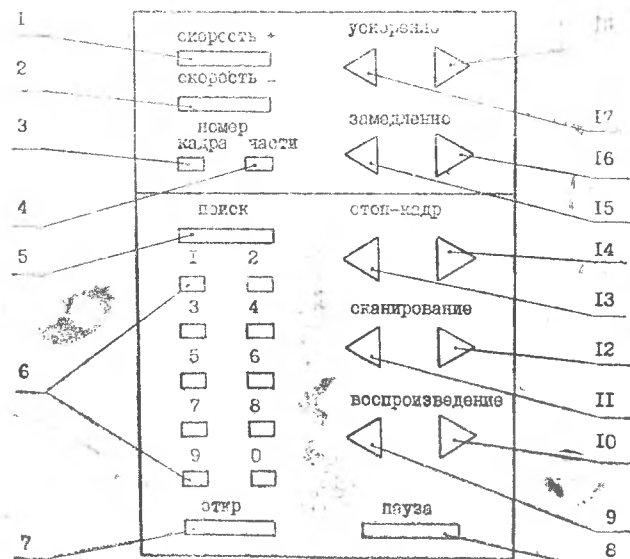 1
скорость +
ускоренно
2
скорость -
17
3
номер
замедленно
кадра части
16
4
15
поиск
стоп-кадр
5
1 2
14
3 4
13
сканирование
12
6
5 6
7 8
11
воспроизведение
10
9 0
откр
пауза
9
7
8